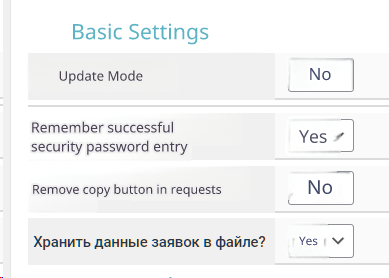 Basic Settings
Update Mode
No
Remember successful
security password entry
Yes
Remove copy button in requests
No
Хранить данные заявок в файле?
Yes